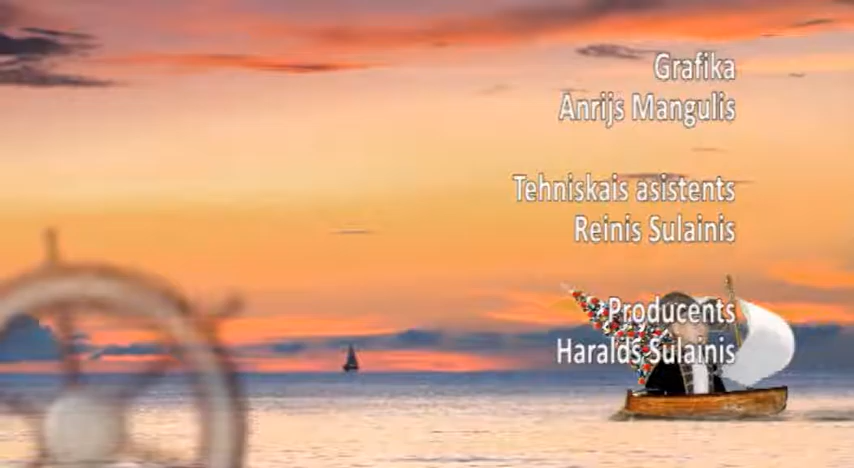 Grafika
Anrijs Mangulis
Tehniskais asistents
Reinis Sulainis
Producents
Haralds Sulainis